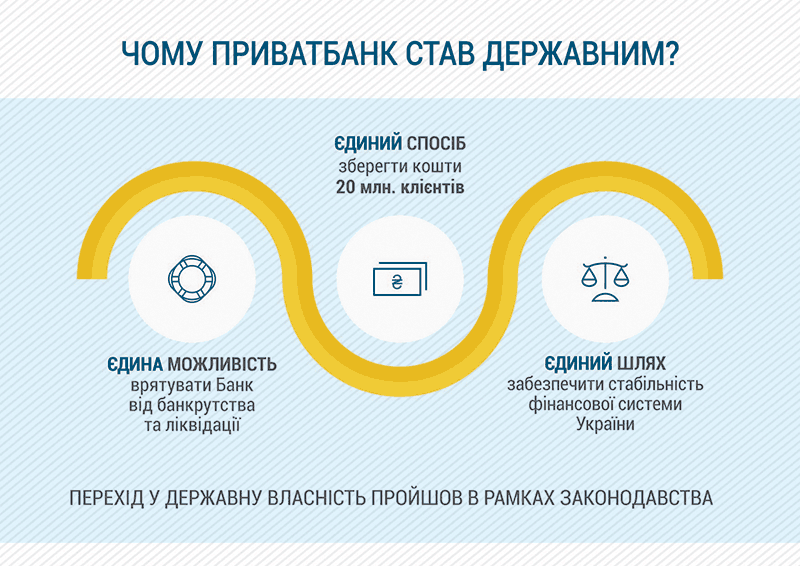 ЧОМУ ПРИВАТБАНК СТАВ ДЕРЖАВНИМ?
ЄДИНИЙ СПОСІБ
зберегти кошти
20 млн. клієнтів
₴
ЄДИНА МОЖЛИВІСТЬ
врятувати Банк
від банкрутства
та ліквідації
ЄДИНИЙ ШЛЯХ
забезпечити стабільність
фінансової системи
України
ПЕРЕХІД У ДЕРЖАВНУ ВЛАСНІСТЬ ПРОЙШОВ В РАМКАХ ЗАКОНОДАВСТВА